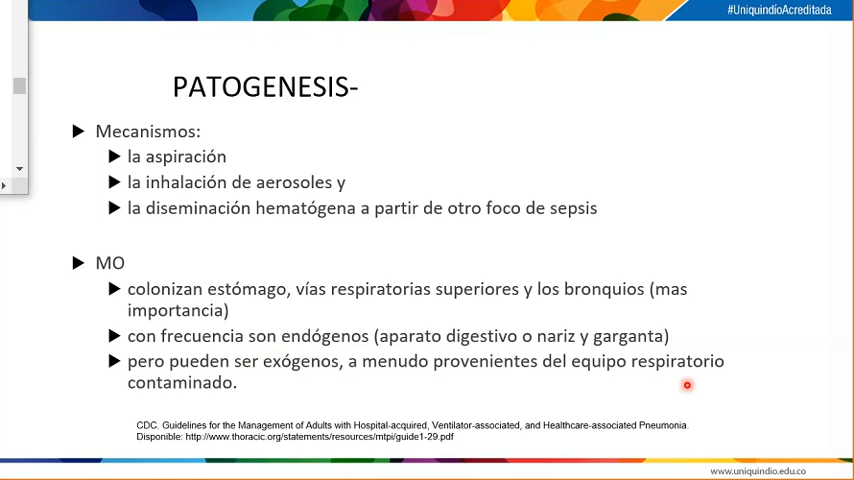 #UniquindioAcreditada
PATOGENESIS-
Mecanismos:
la aspiración
la inhalación de aerosoles y
la diseminación hematógena a partir de otro foco de sepsis
MO
colonizan estómago, vías respiratorias superiores y los bronquios (mas
importancia)
con frecuencia son endógenos (aparato digestivo o nariz y garganta)
pero pueden ser exógenos, a menudo provenientes del equipo respiratorio
contaminado.
CDC. Guidelines for the Management of Adults with Hospital-acquired, Ventilator-associated, and Healthcare-associated Pneumonia.
Disponible: http://www.thoracic.org/statements/resources/mtpi/guide1-29.pdf
www.uniquindio.edu.co